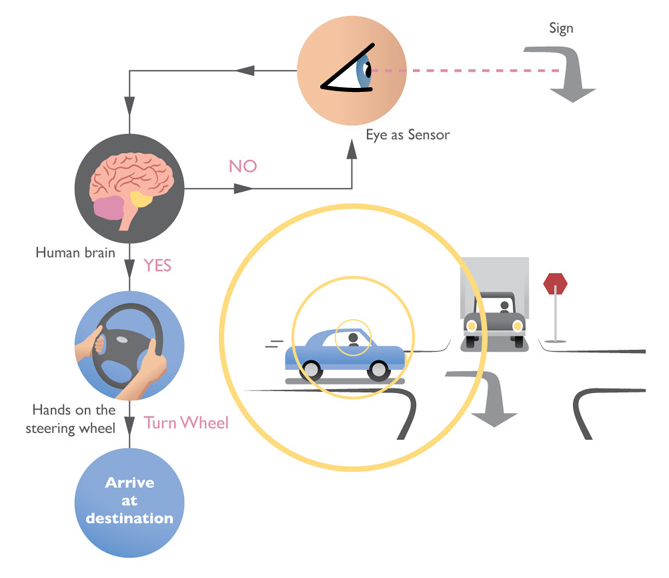 Sign
Eye as Sensor
NO
Human brain
YES
Hands on the
steering wheel
Turn Wheel
Arrive
at
destination